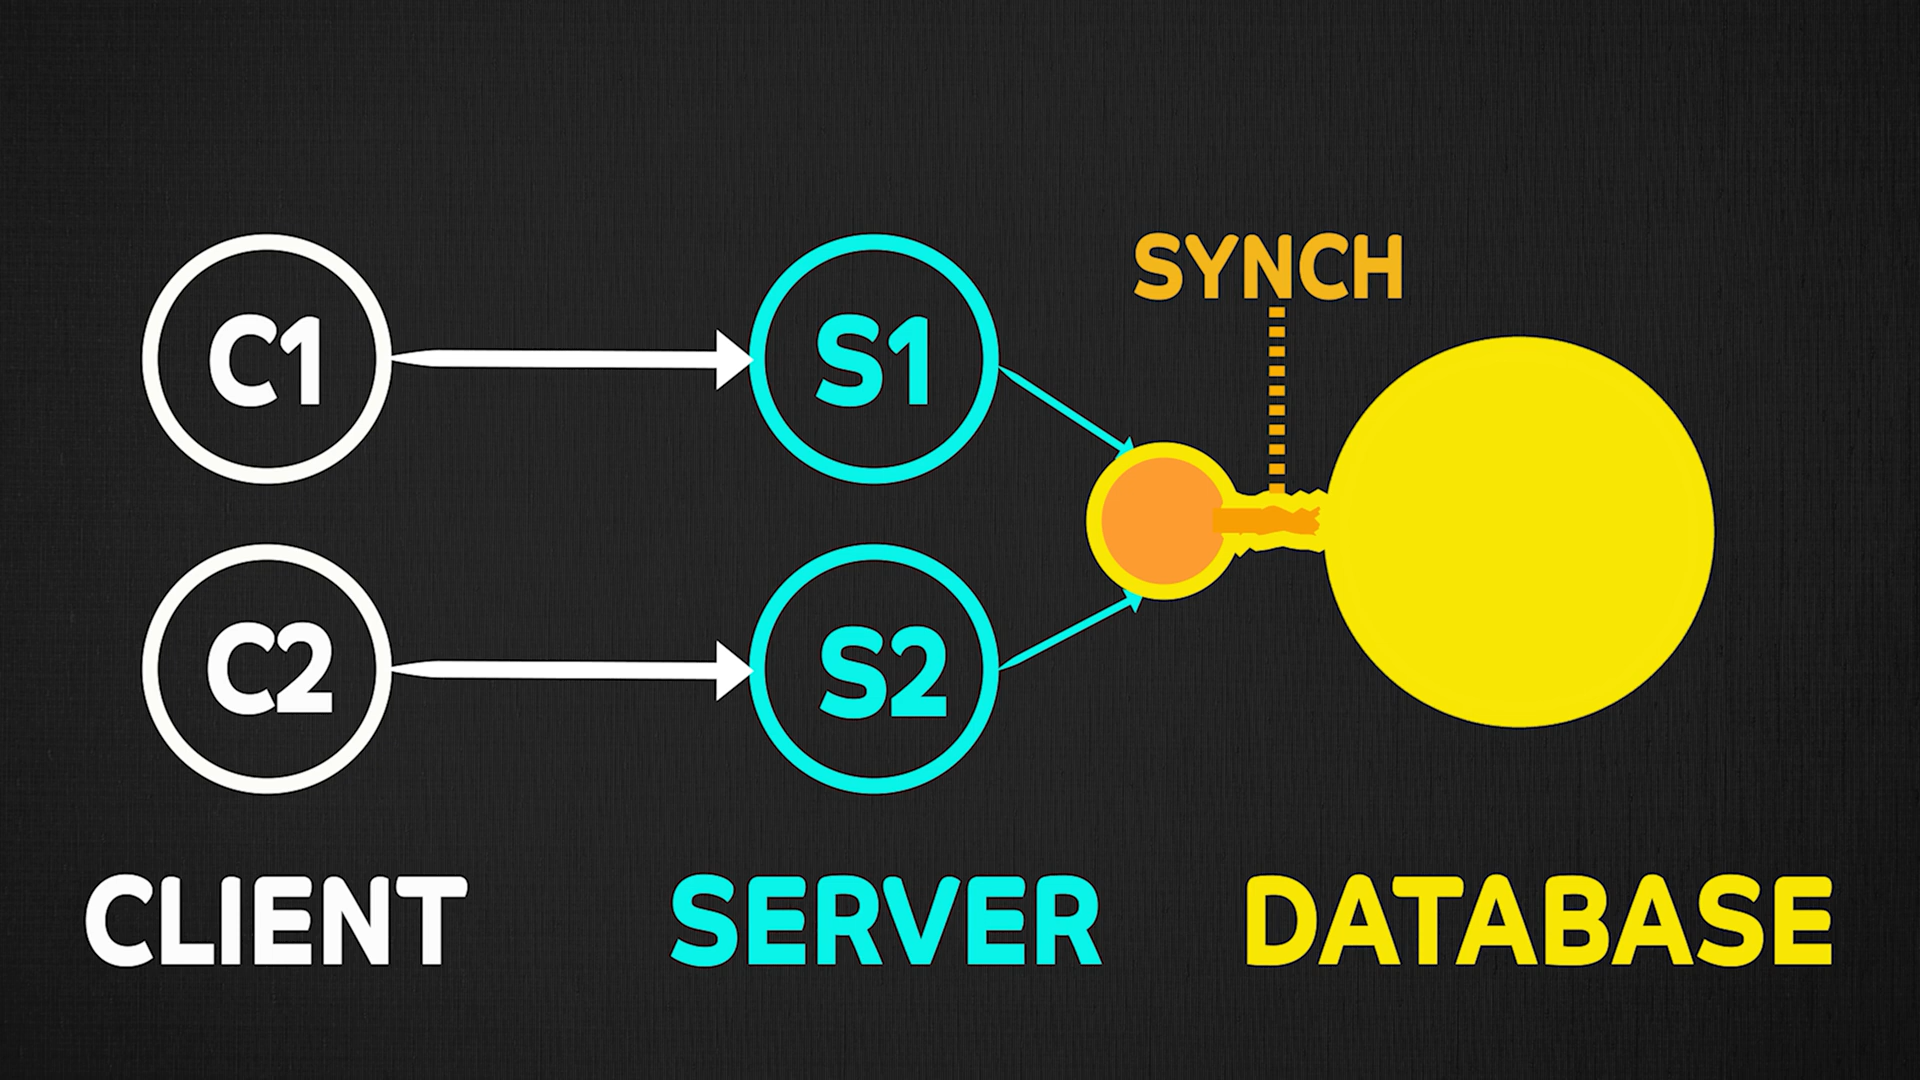 SYNCH
C1
S1
C2
S2
CLIENT
SERVER
DATABASE